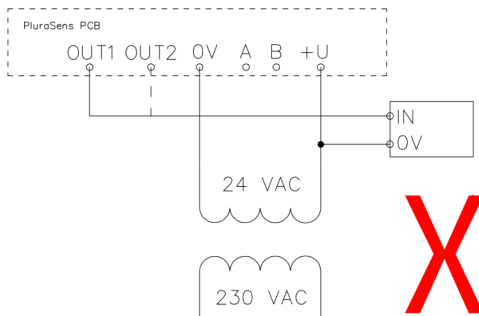 PluraSens PCB
OUT1 OUT2 0V A B +U
IN
0V
24 VAC
230 VAC
X